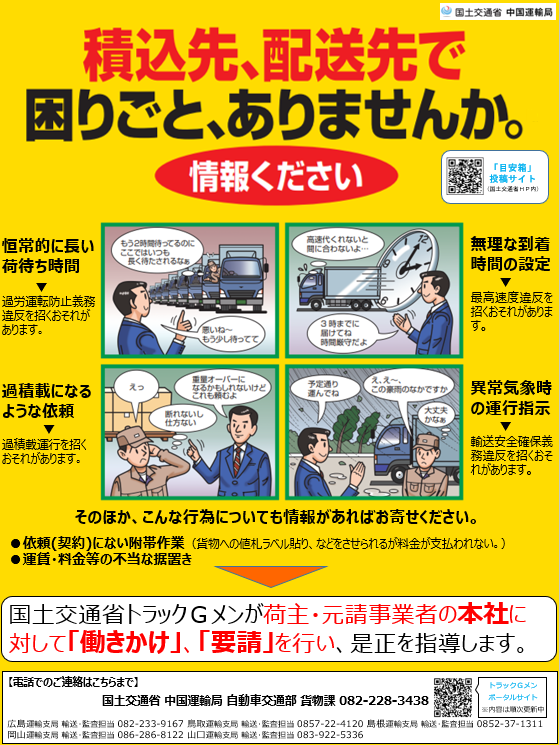 国土交通省 中国運輸局
積込先、配送先で
困りごと、ありませんか。
情報ください
「目安箱」
投稿サイト
(国土交通省HP内)
恒常的に長い
荷待ち時間
▼
過労運転防止義務
違反を招くおそれが
あります。
もう2時間待ってるのに
ここではいつも
長く待たされるなぁ
悪いね~
もう少し待ってて
高速代くれないと
間に合わないよ…
3時までに
届けてね
時間厳守だよ
無理な到着
時間の設定
▼
最高速度違反を
招くおそれがありま
す。
過積載になる
ような依頼
▼
過積載運行を招く
おそれがあります。
えっ
重量オーバーに
なるかもしれないけど
これも頼むよ
断れないし
仕方ない
予定通り
運んでね
え、え~、
この豪雨のなかですか
大丈夫
かなぁ
異常気象時
の運行指示
▼
輸送安全確保義
務違反を招くおそ
れがあります。
そのほか、こんな行為についても情報があればお寄せください。
●依頼(契約)にない附帯作業(貨物への値札ラベル貼り、などをさせられるが料金が支払われない。)
●運賃・料金等の不当な据置き
国土交通省トラックGメンが荷主・元請事業者の本社に
対して「働きかけ」、「要請」を行い、是正を指導します。
【電話でのご連絡はこちらまで】
国土交通省 中国運輸局 自動車交通部 貨物課 082-228-3438
トラックGメン
ポータルサイト
※内容は順次更新中
広島運輸支局 輸送・監査担当 082-233-9167 鳥取運輸支局 輸送・監査担当 0857-22-4120 島根運輸支局 輸送・監査担当 0852-37-1311
岡山運輸支局 輸送・監査担当 086-286-8122 山口運輸支局 輸送・監査担当 083-922-5336